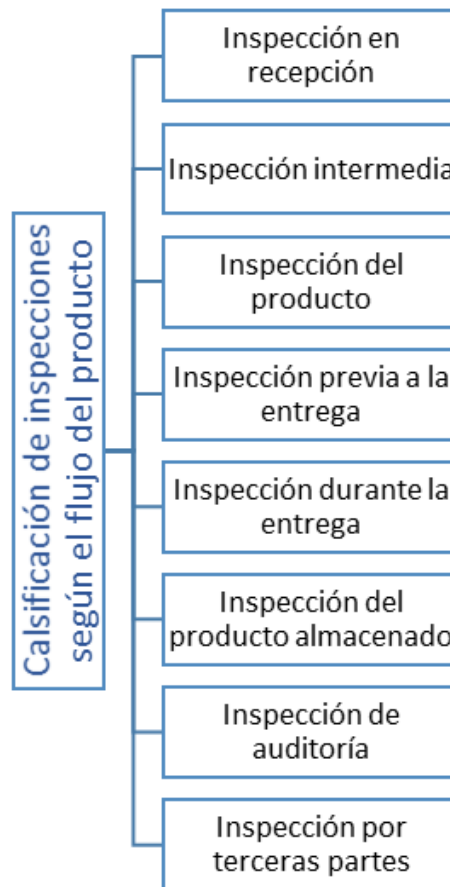 Calsificación de inspecciones
según el flujo del producto
Inspección en
recepción
Inspección intermedia
Inspección del
producto
Inspección previa a la
entrega
Inspección durante la
entrega
Inspección del
producto almacenado
Inspección de
auditoría
Inspección por
terceras partes